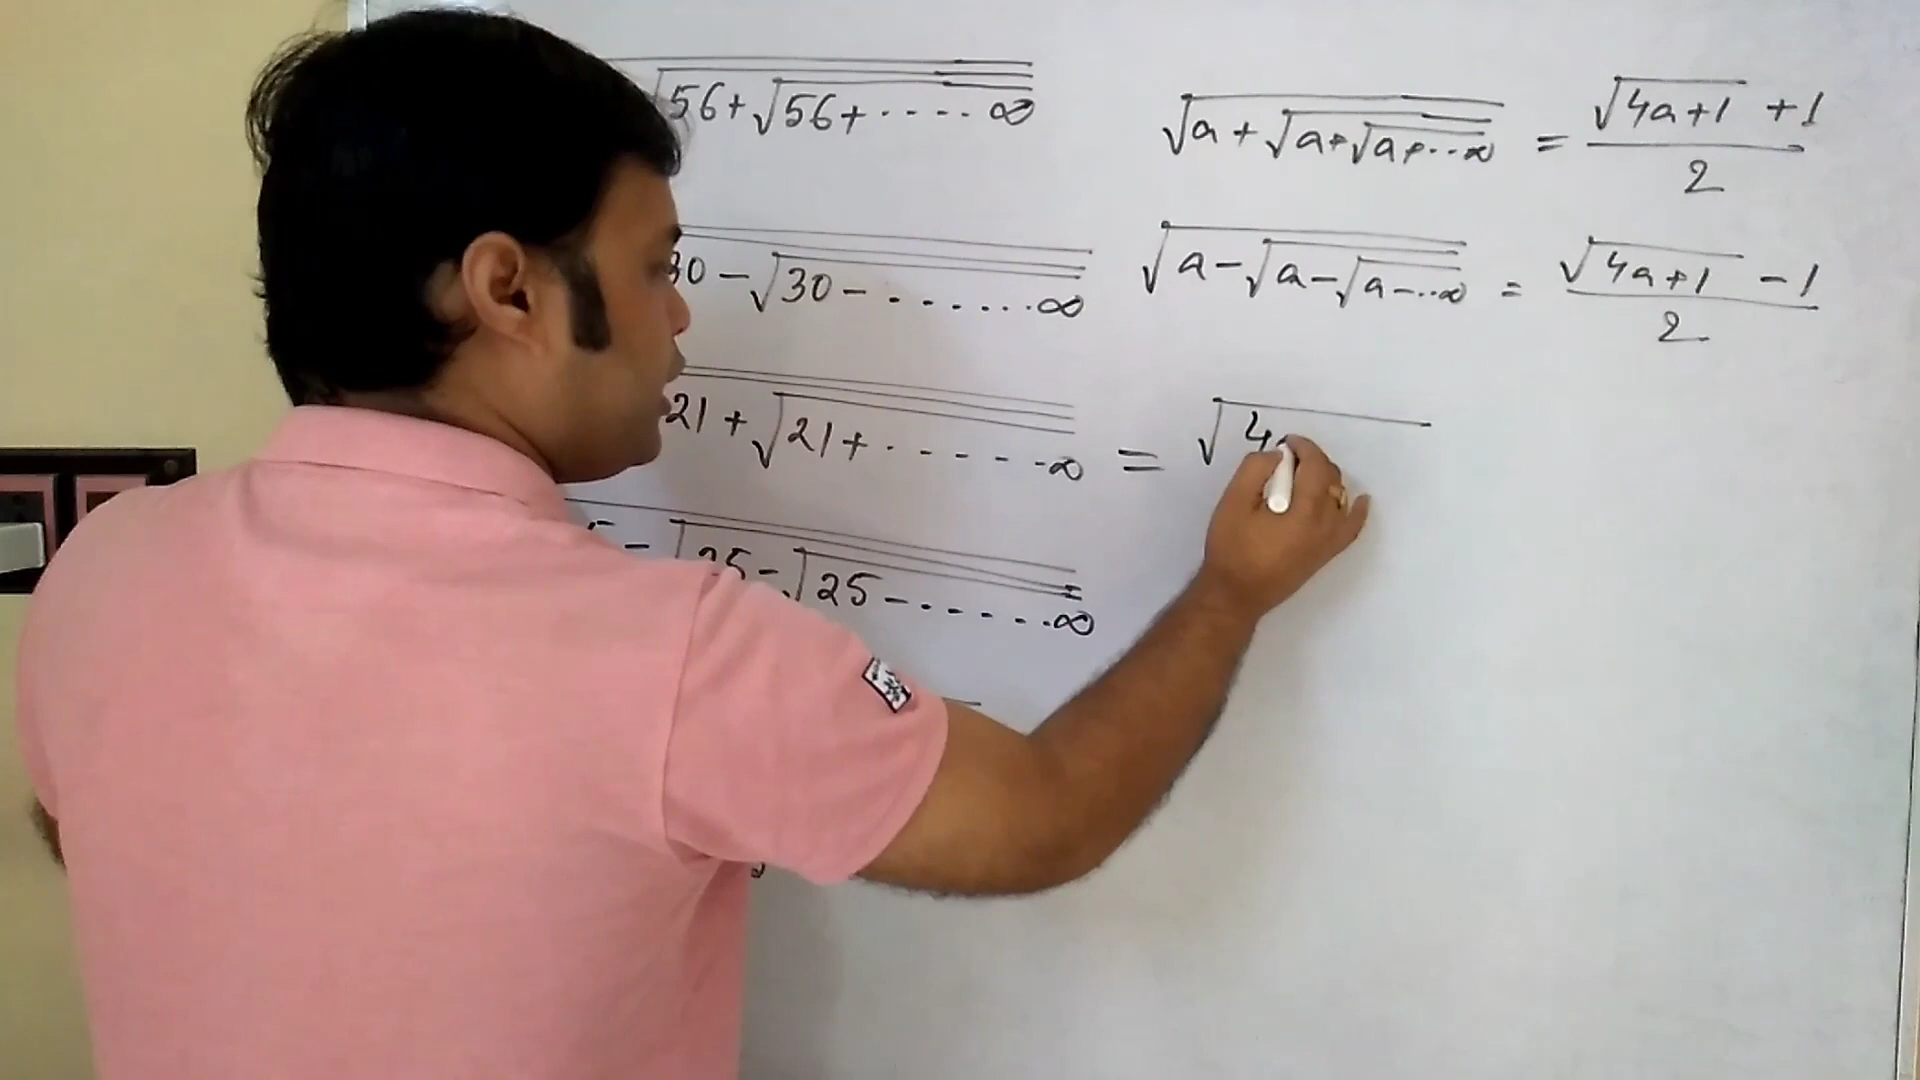 √56+√56+.....∞
√a+√a+√a+...∞ = √4a+1 +1 / 2
30-√30-.......∞
√a-√a-√a-...∞ = √4a+1 -1 / 2
21+√21+.....-∞ = √4
-√25-√25-......∞